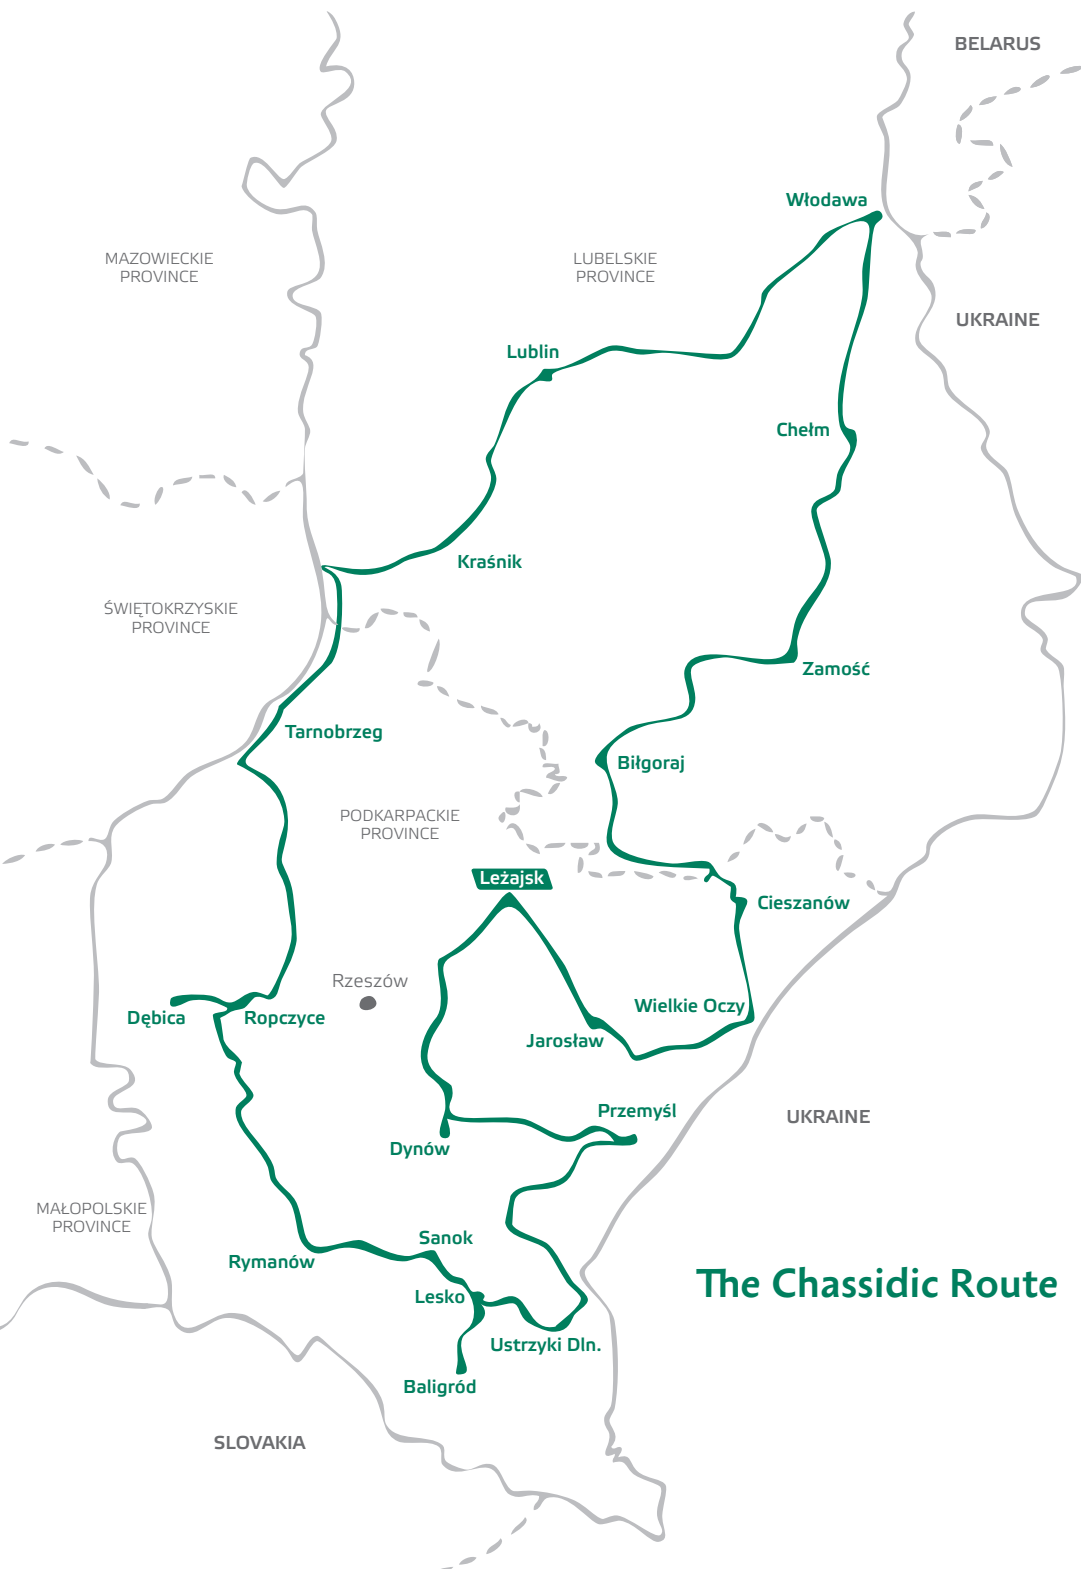 BELARUS
Włodawa
MAZOWIECKIE
PROVINCE
LUBELSKIE
PROVINCE
UKRAINE
Lublin
Chełm
Kraśnik
ŚWIĘTOKRZYSKIE
PROVINCE
Zamość
Tarnobrzeg
Biłgoraj
PODKARPACKIE
PROVINCE
Leżajsk
Cieszanów
Rzeszów
Wielkie Oczy
Dębica
Ropczyce
Jarosław
Przemyśl
UKRAINE
Dynów
MAŁOPOLSKIE
PROVINCE
Sanok
Rymanów
The Chassidic Route
Lesko
Ustrzyki Dln.
Baligród
SLOVAKIA